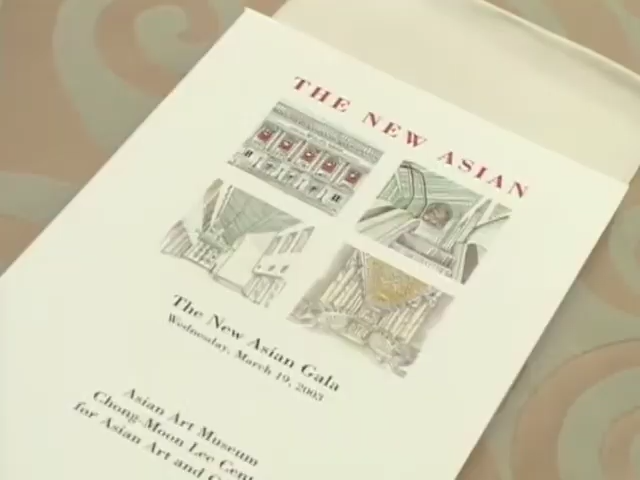 THE NEW ASIAN
The New Asian Gala
Wednesday, March 19, 2003
Asian Art Museum
Chong-Moon Lee
for Asian Art and